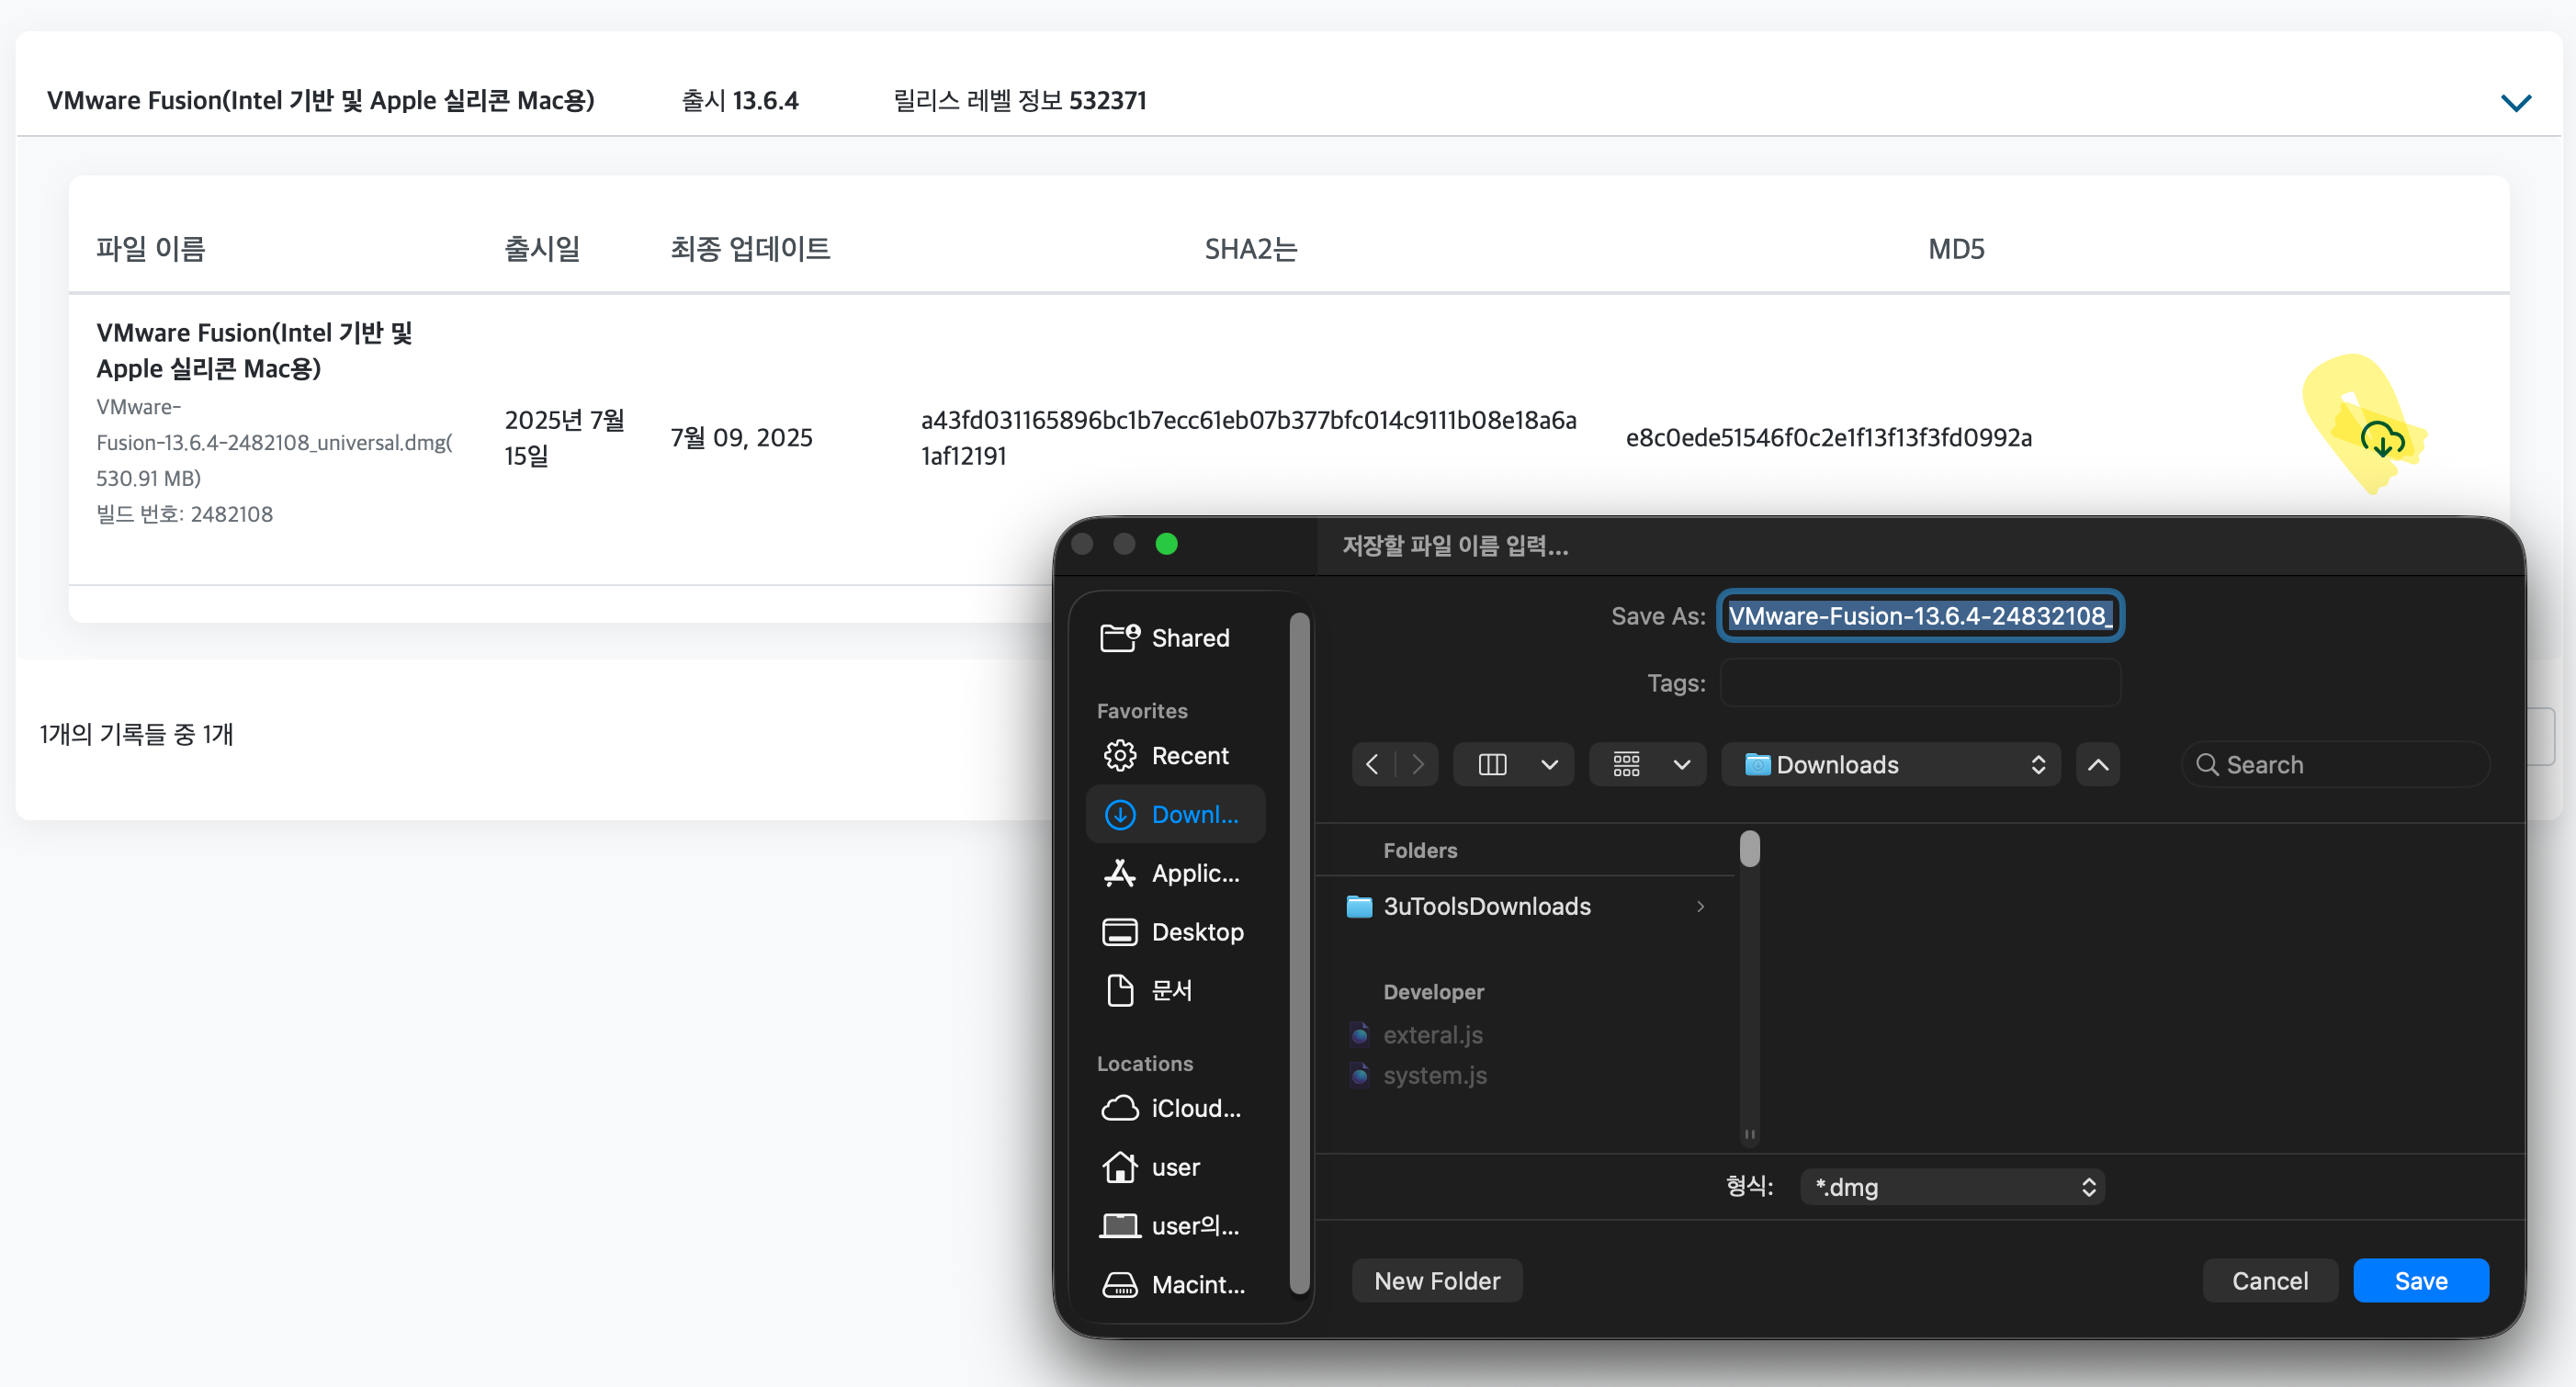 VMware Fusion(Intel 기반 및 Apple 실리콘 Mac용) 출시 13.6.4 릴리스 레벨 정보 532371
파일 이름 출시일 최종 업데이트 SHA2는 MD5
VMware Fusion(Intel 기반 및
Apple 실리콘 Mac용)
VMware-
Fusion-13.6.4-2482108_universal.dmg(
530.91 MB)
빌드 번호: 2482108
2025년 7월
15일
7월 09, 2025
a43fd031165896bc1b7ecc61eb07b377bfc014c9111b08e18a6a
1af12191
e8c0ede51546f0c2e1f13f13f3fd0992a
1개의 기록들 중 1개
저장할 파일 이름 입력...
Save As: VMware-Fusion-13.6.4-24832108_
Tags:
Downloads
Search
Shared
Favorites
Recent
Downl...
Applic...
Desktop
문서
Locations
iCloud...
user
user의...
Macint...
Folders
3uToolsDownloads
Developer
exteral.js
system.js
형식: *.dmg
New Folder
Cancel
Save